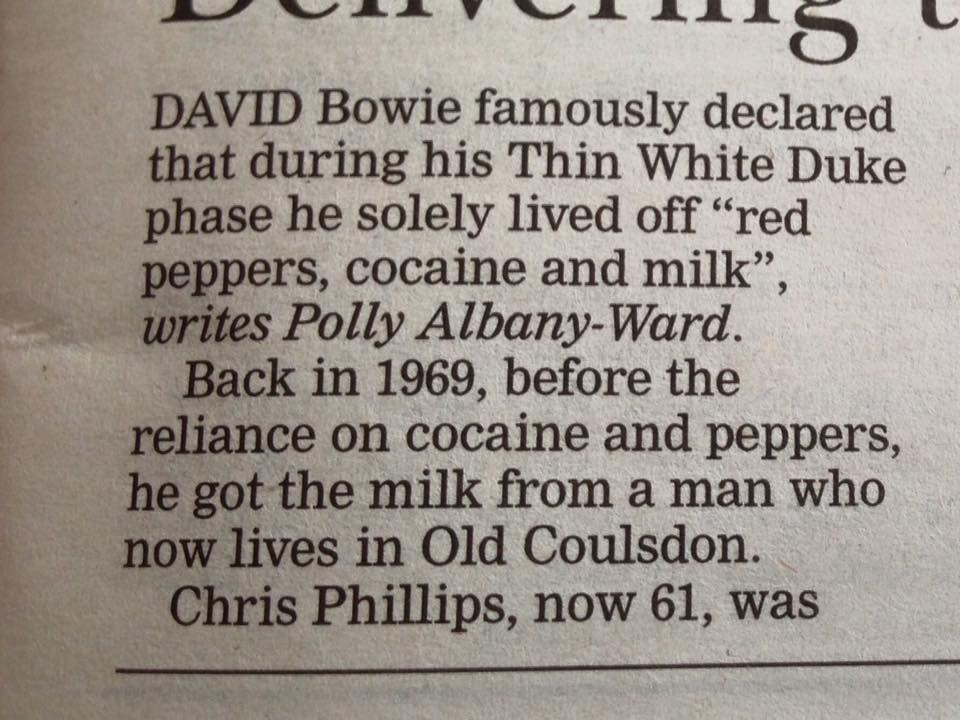 Delivering t
DAVID Bowie famously declared
that during his Thin White Duke
phase he solely lived off “red
peppers, cocaine and milk”,
writes Polly Albany-Ward.
Back in 1969, before the
reliance on cocaine and peppers,
he got the milk from a man who
now lives in Old Coulsdon.
Chris Phillips, now 61, was